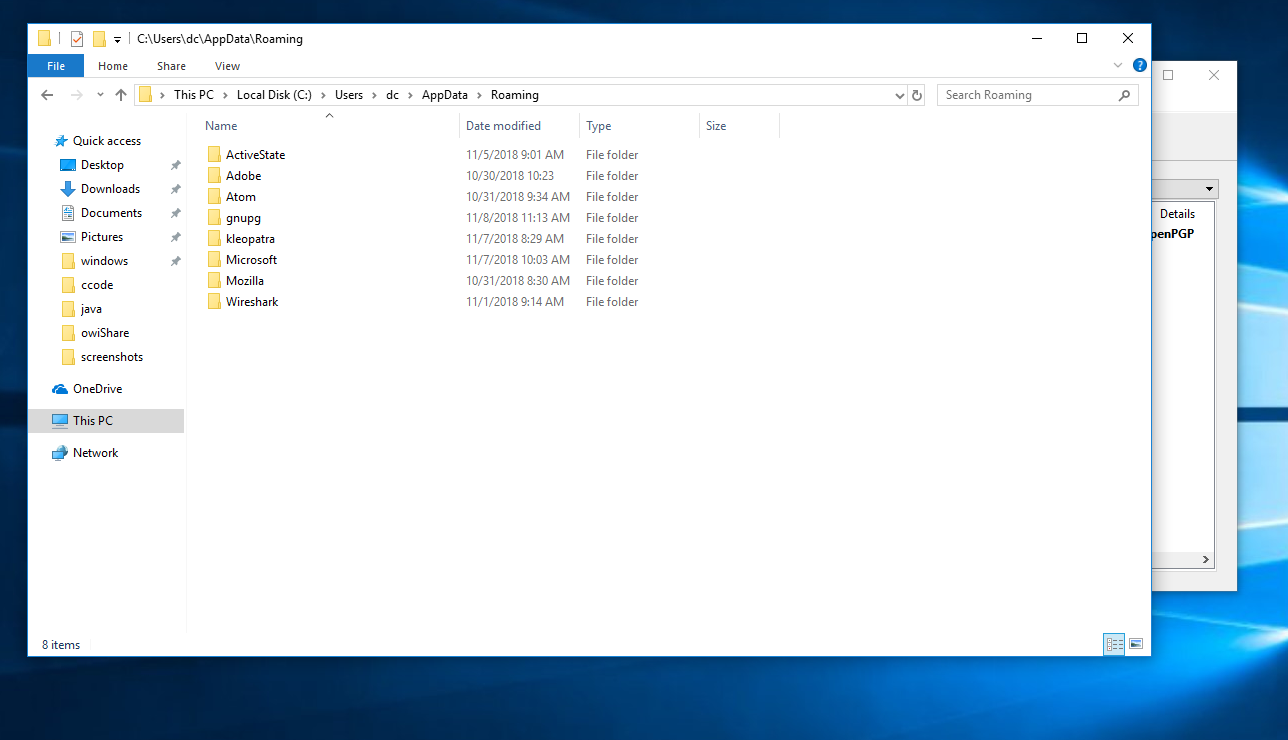 C:\Users\dc\AppData\Roaming
File Home Share View
This PC Local Disk (C:) Users dc AppData Roaming
Search Roaming
Name Date modified Type Size
Quick access
Desktop
Downloads
Documents
Pictures
windows
ccode
java
owiShare
screenshots
OneDrive
This PC
Network
ActiveState 11/5/2018 9:01 AM File folder
Adobe 10/30/2018 10:23 File folder
Atom 10/31/2018 9:34 AM File folder
gnupg 11/8/2018 11:13 AM File folder
kleopatra 11/7/2018 8:29 AM File folder
Microsoft 11/7/2018 10:03 AM File folder
Mozilla 10/31/2018 8:30 AM File folder
Wireshark 11/1/2018 9:14 AM File folder
8 items
Details
penPGP